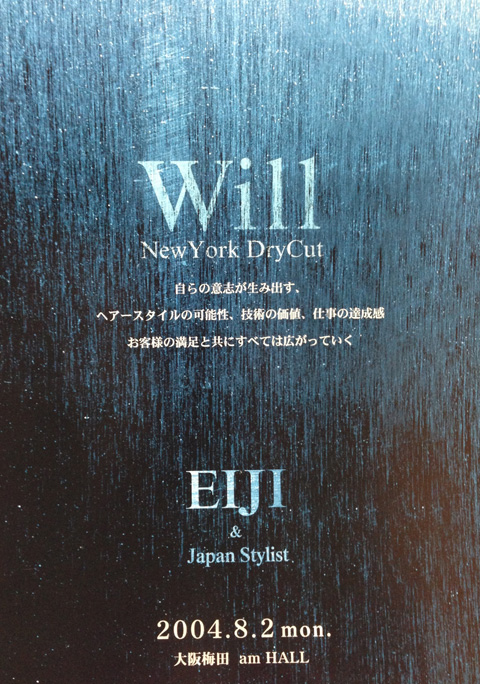 Will
NewYork DryCut
自らの意志が生み出す、
ヘアースタイルの可能性、技術の価値、仕事の達成感
お客様の満足と共にすべては広がっていく
EIJI
&
Japan Stylist
2004.8.2 mon.
大阪梅田 am HALL